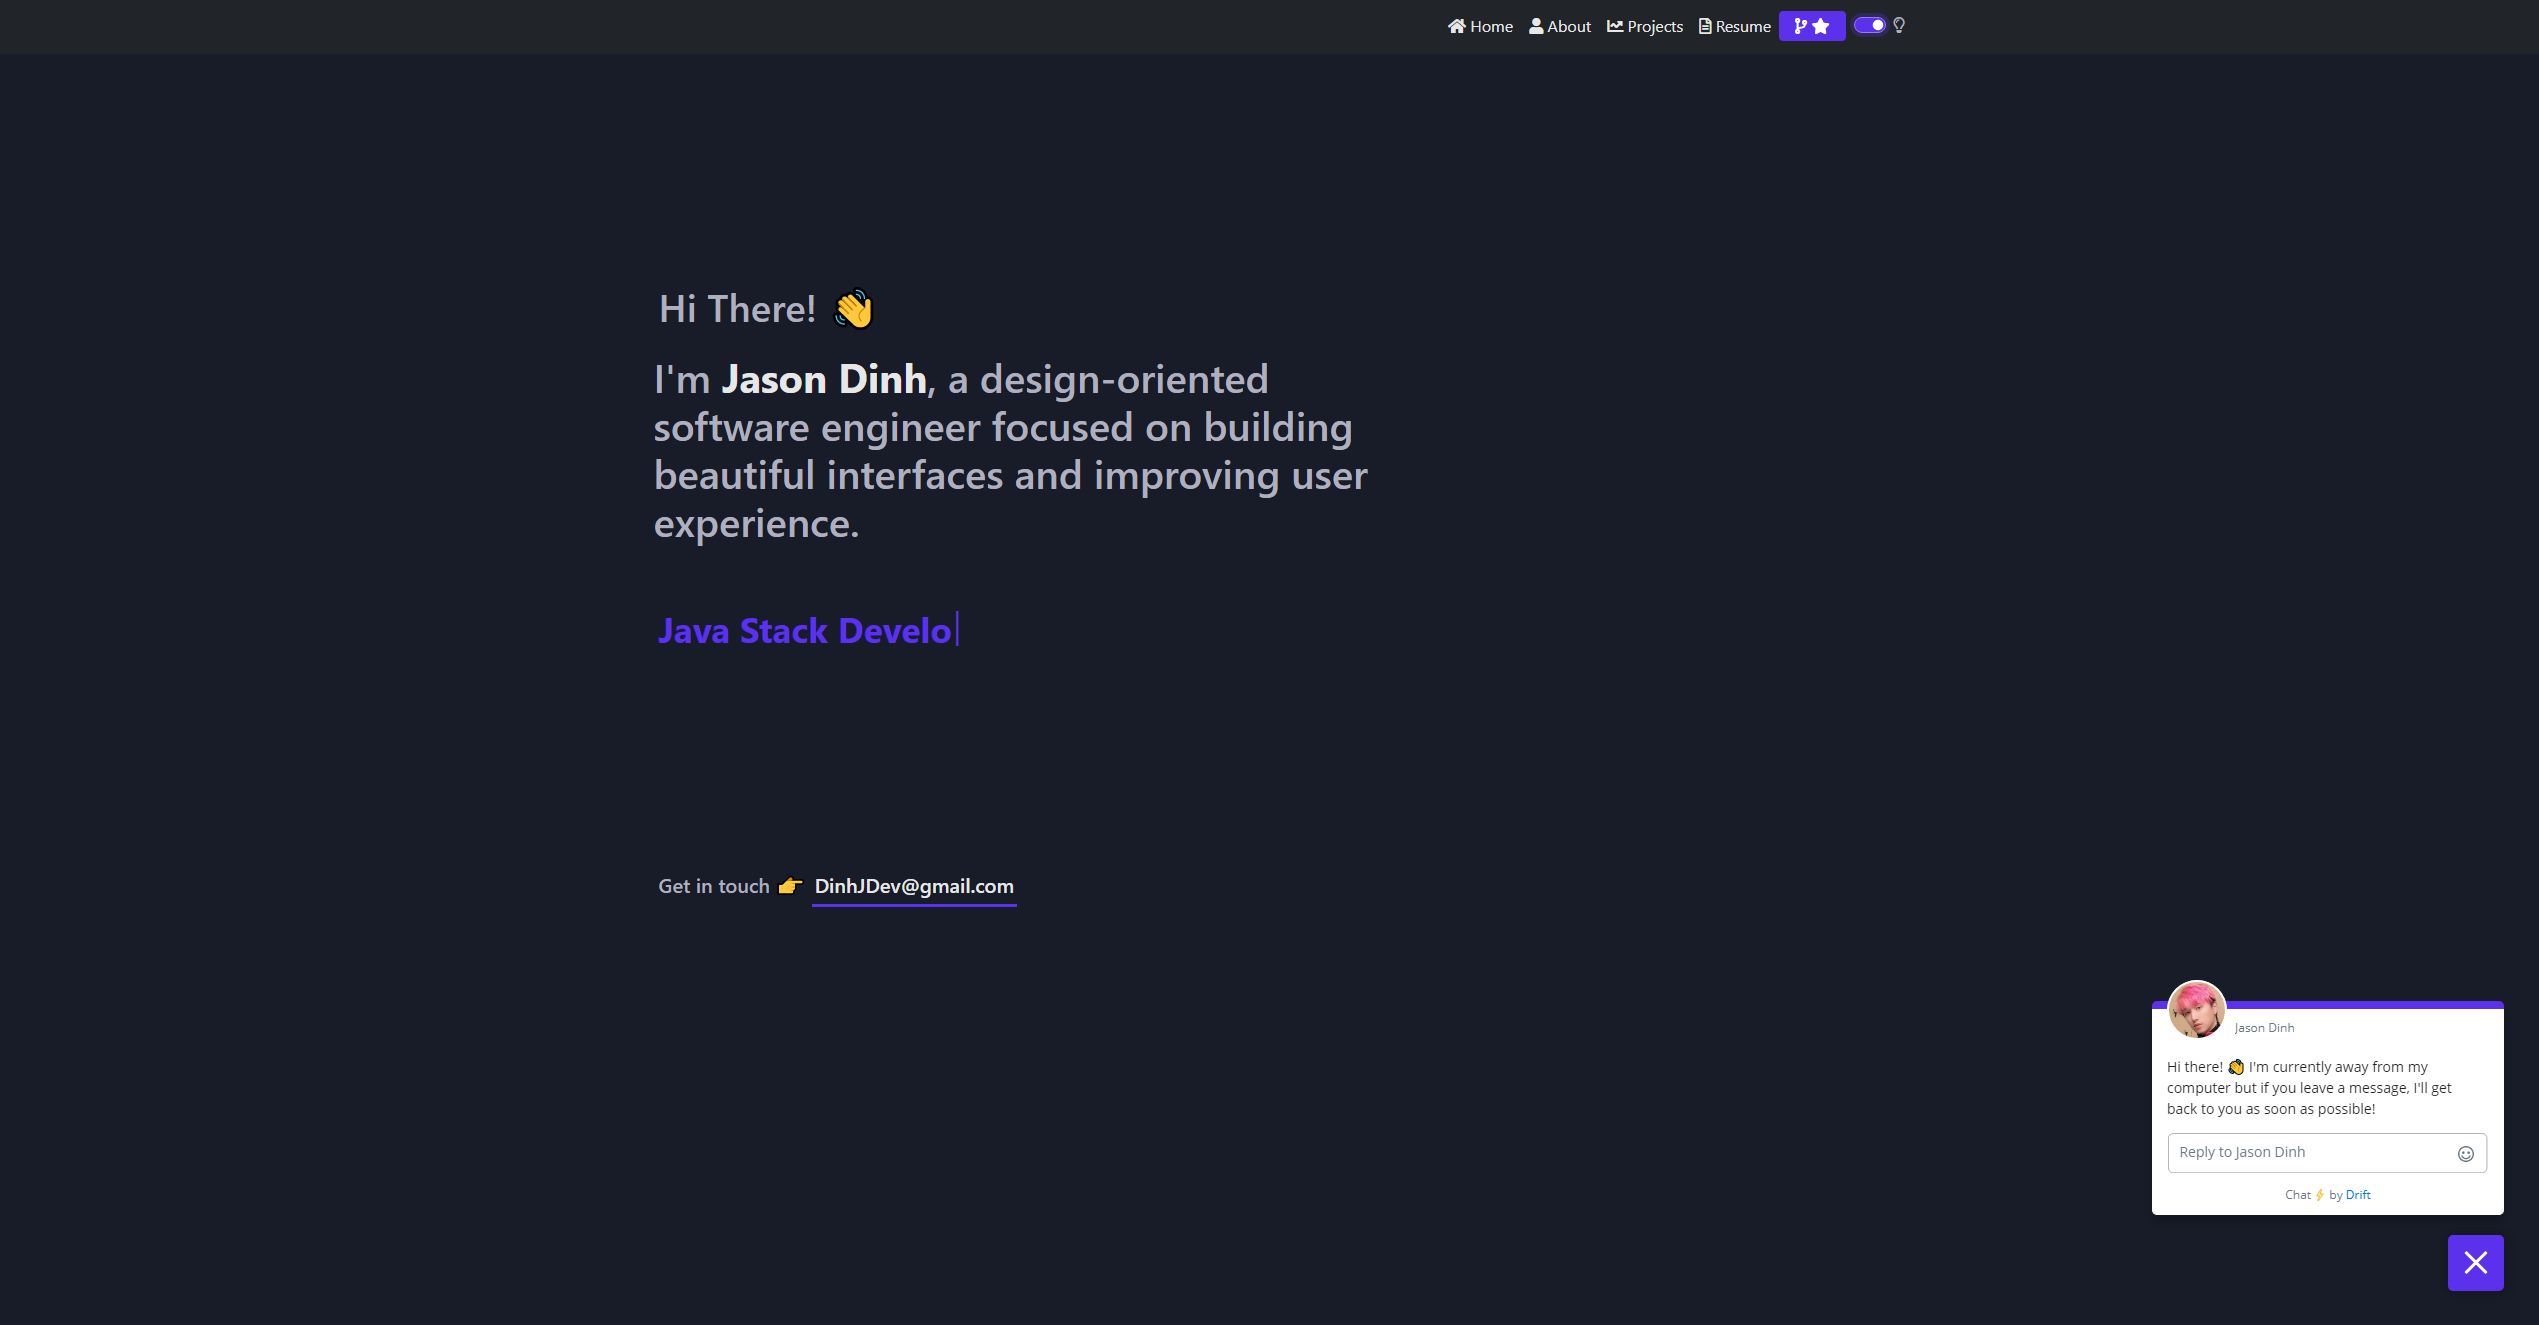 Home About Projects Resume
Hi There! 👋
I'm Jason Dinh, a design-oriented
software engineer focused on building
beautiful interfaces and improving user
experience.
Java Stack Develo
Get in touch 👉 DinhJDev@gmail.com
Jason Dinh
Hi there! 👋 I'm currently away from my
computer but if you leave a message, I'll get
back to you as soon as possible!
Reply to Jason Dinh
Chat ⚡ by Drift